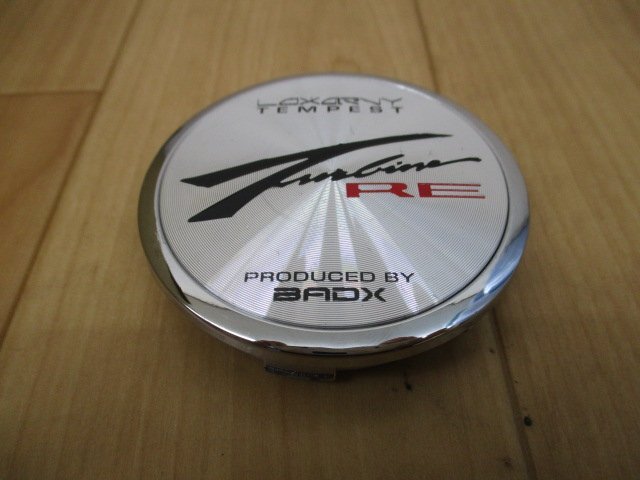 LOXARNY
TEMPEST
Turbine
RE
PRODUCED BY
BADX